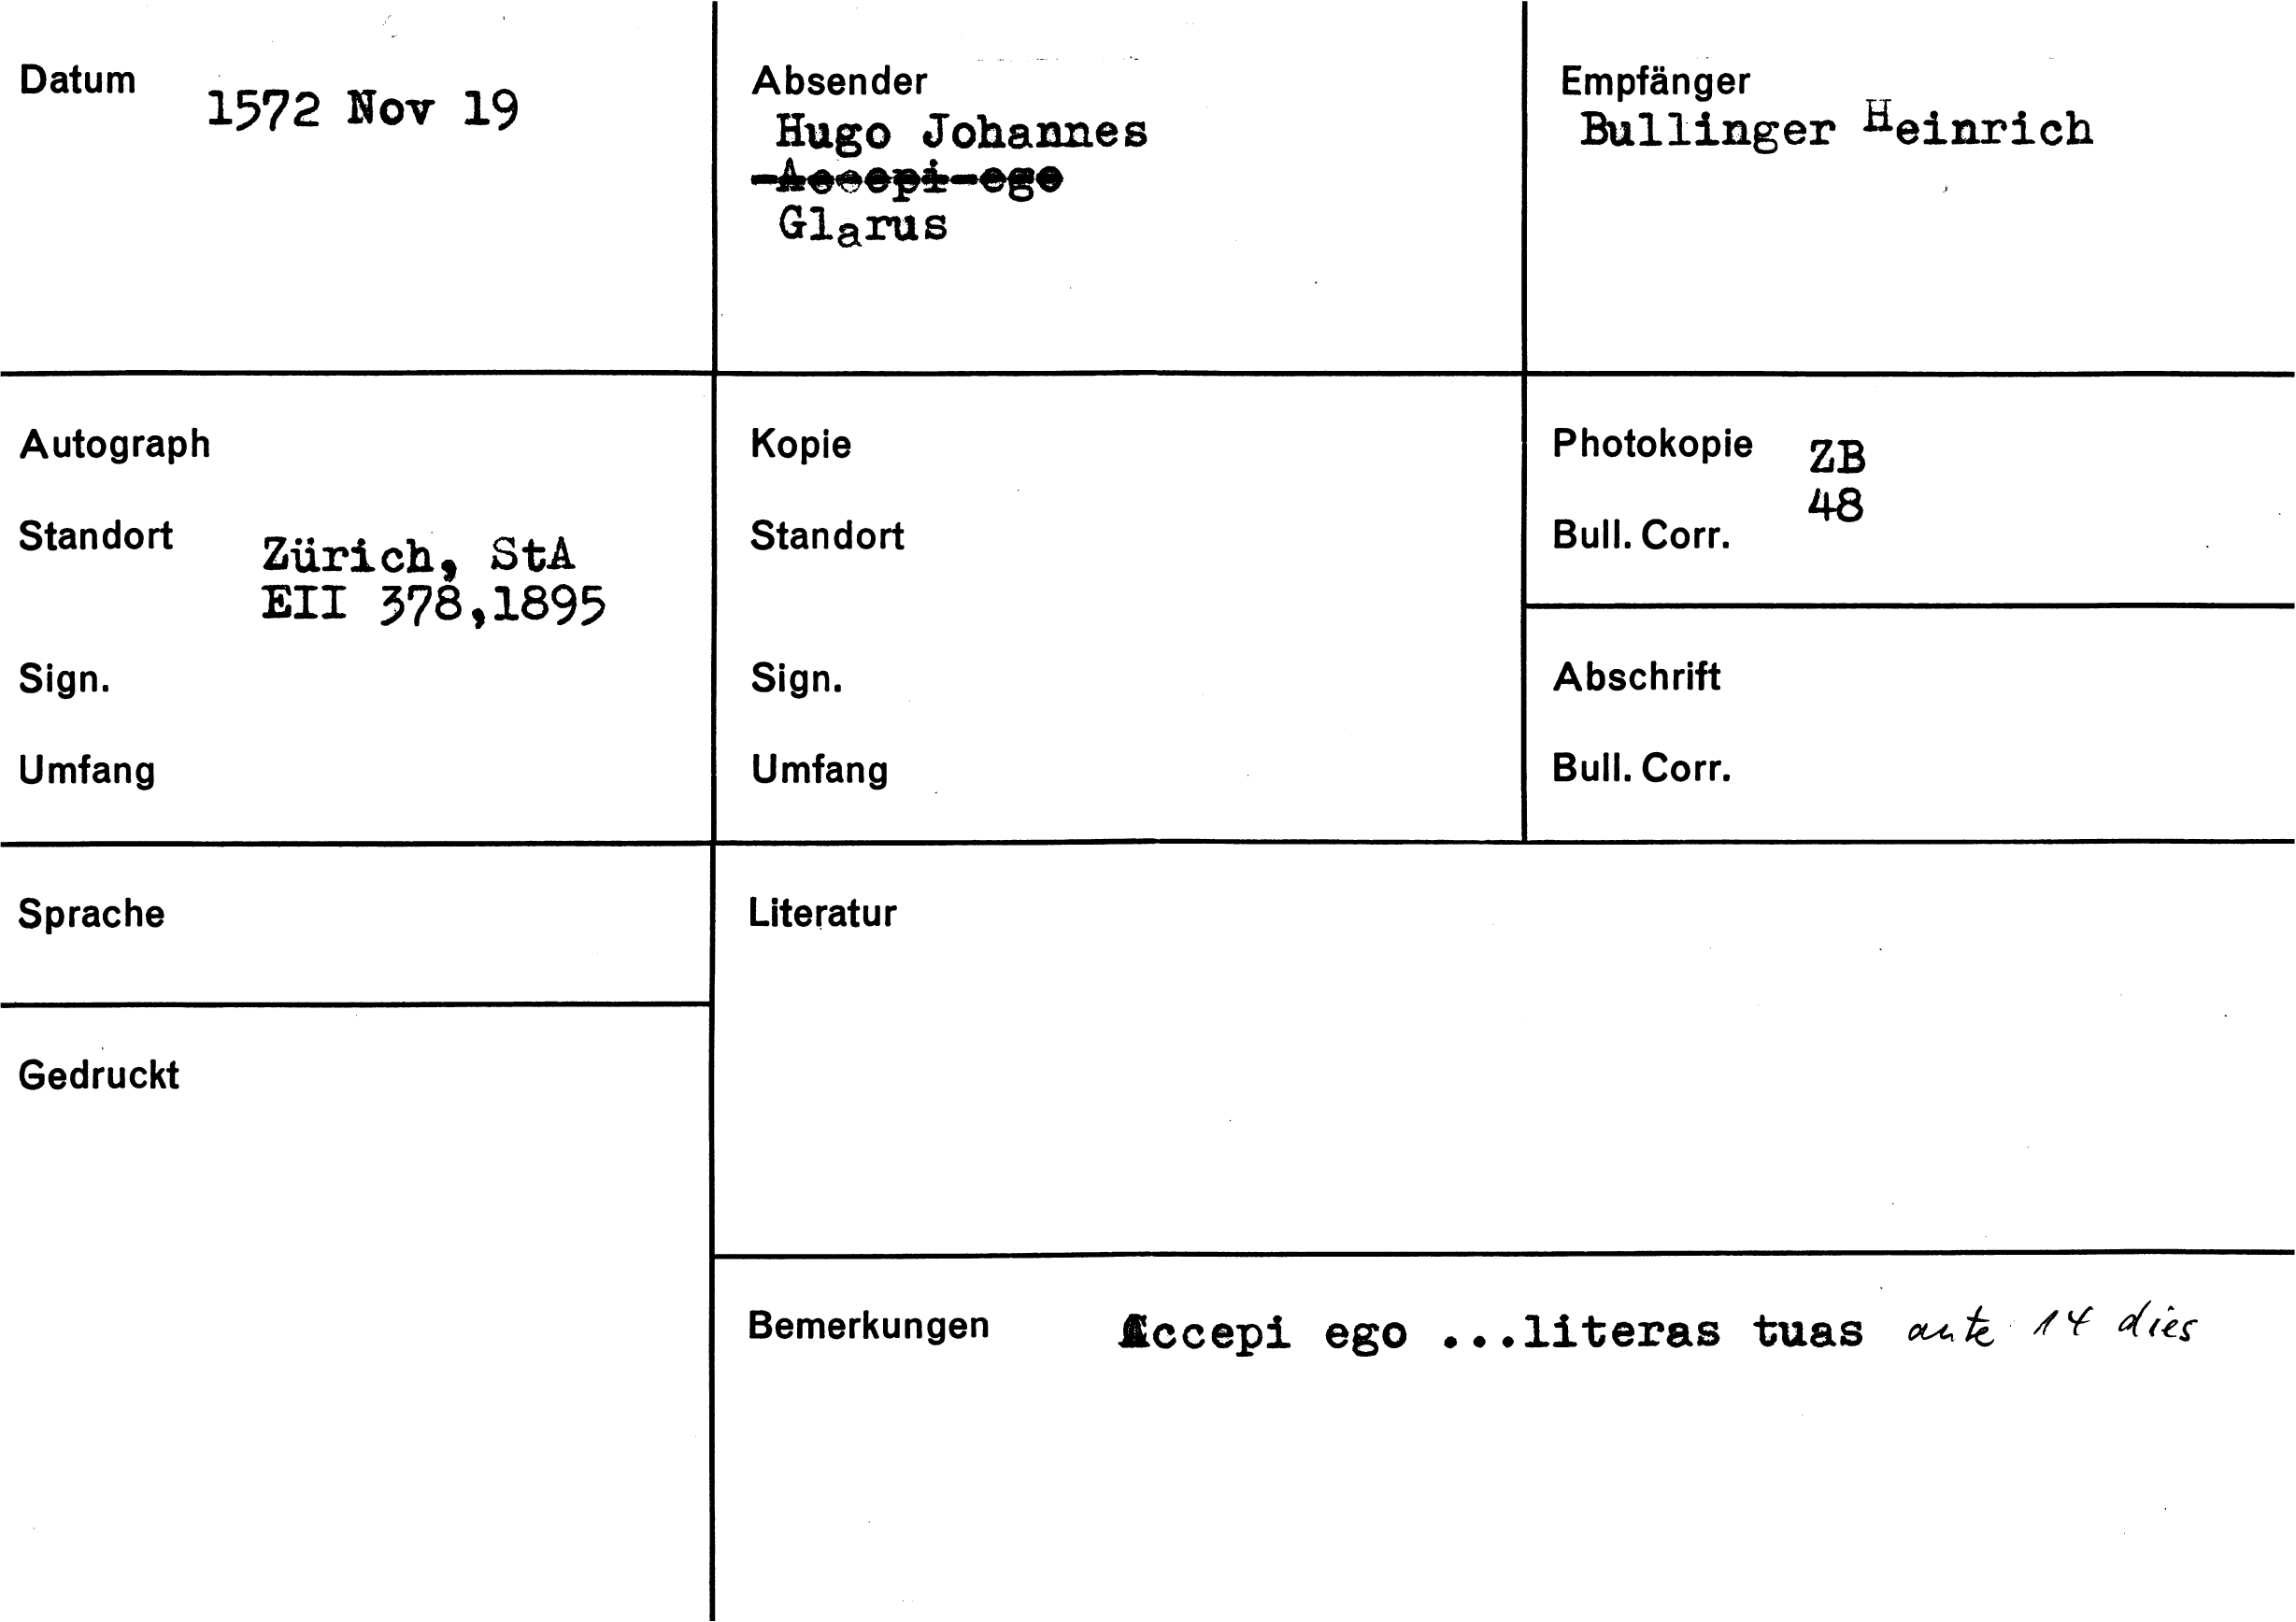 Datum 1572 Nov 19
Absender
Hugo Johannes
Accepi ego
Glarus
Empfänger
Bullinger Heinrich
Autograph
Standort Zürich, StA
EII 378,1895
Sign.
Umfang
Kopie
Standort
Sign.
Umfang
Photokopie ZB
48
Bull. Corr.
Abschrift
Bull. Corr.
Sprache
Gedruckt
Literatur
Bemerkungen Accepi ego ...literas tuas ante 14 dies